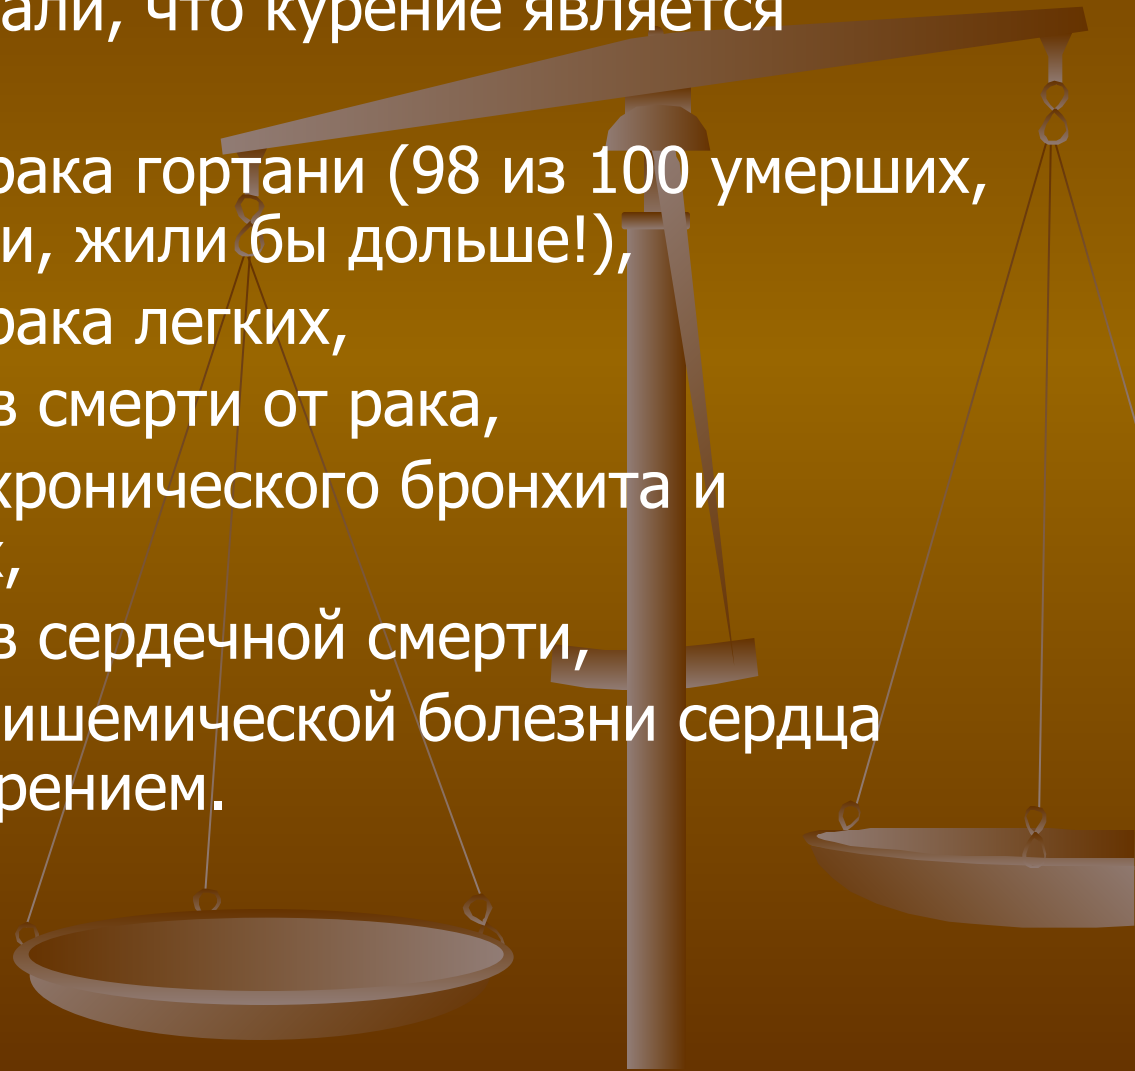 али, что курение является
рака гортани (98 из 100 умерших,
и, жили бы дольше!),
рака легких,
в смерти от рака,
хронического бронхита и
х,
в сердечной смерти,
ишемической болезни сердца
рением.